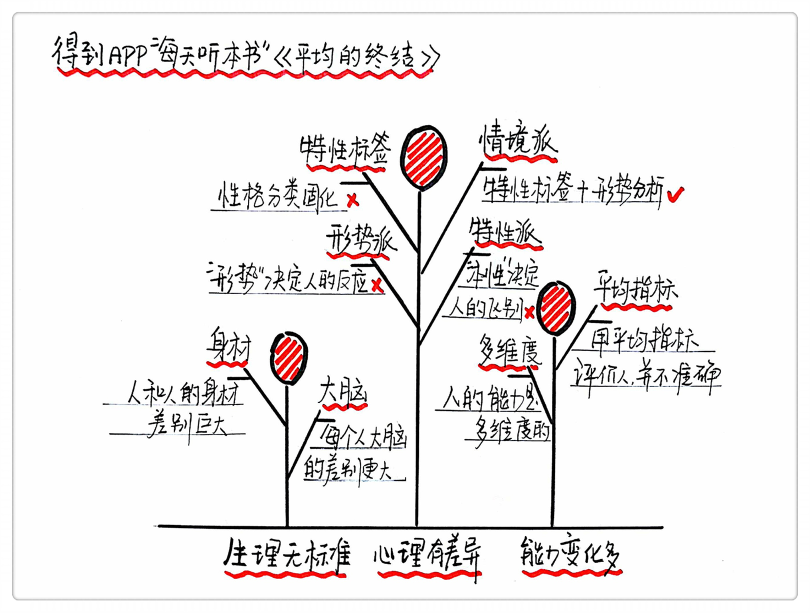 得到APP“每天听本书”《平均的终结》
特性标签
性格分类固化
形势派
“形势”决定人的反应
情境派
特性标签+形势分析
特性派
“本性”决定
人的
身材
人和人的身材
差别巨大
大脑
每个人大脑
的差别更大
多维度
人的能力是
多维度的
平均指标
用平均指标
评价人,并不准确
生理无标准
心理有差异
能力变化多